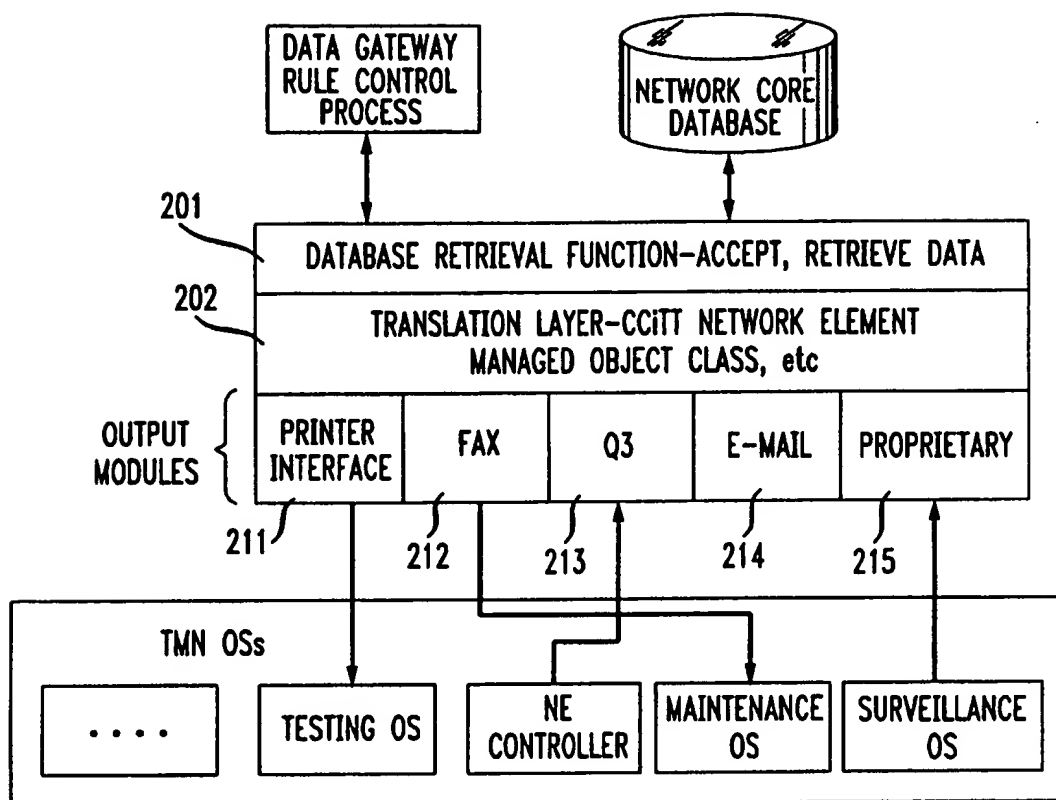 DATA GATEWAY
RULE CONTROL
PROCESS
NETWORK CORE
DATABASE
201
DATABASE RETRIEVAL FUNCTION-ACCEPT, RETRIEVE DATA
202
TRANSLATION LAYER-CCiTT NETWORK ELEMENT
MANAGED OBJECT CLASS, etc
OUTPUT
MODULES
PRINTER
INTERFACE
FAX
Q3
E-MAIL
PROPRIETARY
211
212
213
214
215
TMN OSs
. . . .
TESTING OS
NE
CONTROLLER
MAINTENANCE
OS
SURVEILLANCE
OS